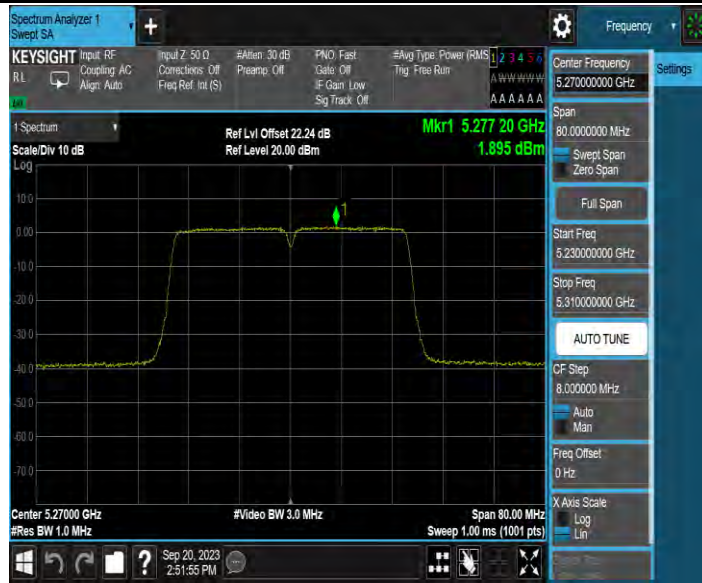 Spectrum Analyzer 1
Swept SA
Frequency
KEYSIGHT
RL
Input: RF
Coupling: AC
Align: Auto
Input Z: 50 Ω
Corrections: Off
Freq Ref: Int (S)
#Atten: 30 dB
Preamp: Off
PNO: Fast
Gate: Off
IF Gain: Low
Sig Track: Off
#Avg Type: Power (RMS
Trig: Free Run
1 2 3 4 5 6
A W W W W W
A A A A A A
1 Spectrum
Scale/Div 10 dB
Log
Ref Lvl Offset 22.24 dB
Ref Level 20.00 dBm
Mkr1 5.277 20 GHz
1.895 dBm
1
10.0
0.00
-10.0
-20.0
-30.0
-40.0
-50.0
-60.0
-70.0
Center 5.27000 GHz
#Res BW 1.0 MHz
#Video BW 3.0 MHz
Span 80.00 MHz
Sweep 1.00 ms (1001 pts)
Center Frequency
5.270000000 GHz
Settings
Span
80.0000000 MHz
Swept Span
Zero Span
Full Span
Start Freq
5.230000000 GHz
Stop Freq
5.310000000 GHz
AUTO TUNE
CF Step
8.000000 MHz
Auto
Man
Freq Offset
0 Hz
X Axis Scale
Log
Lin
?
Sep 20, 2023
2:51:55 PM